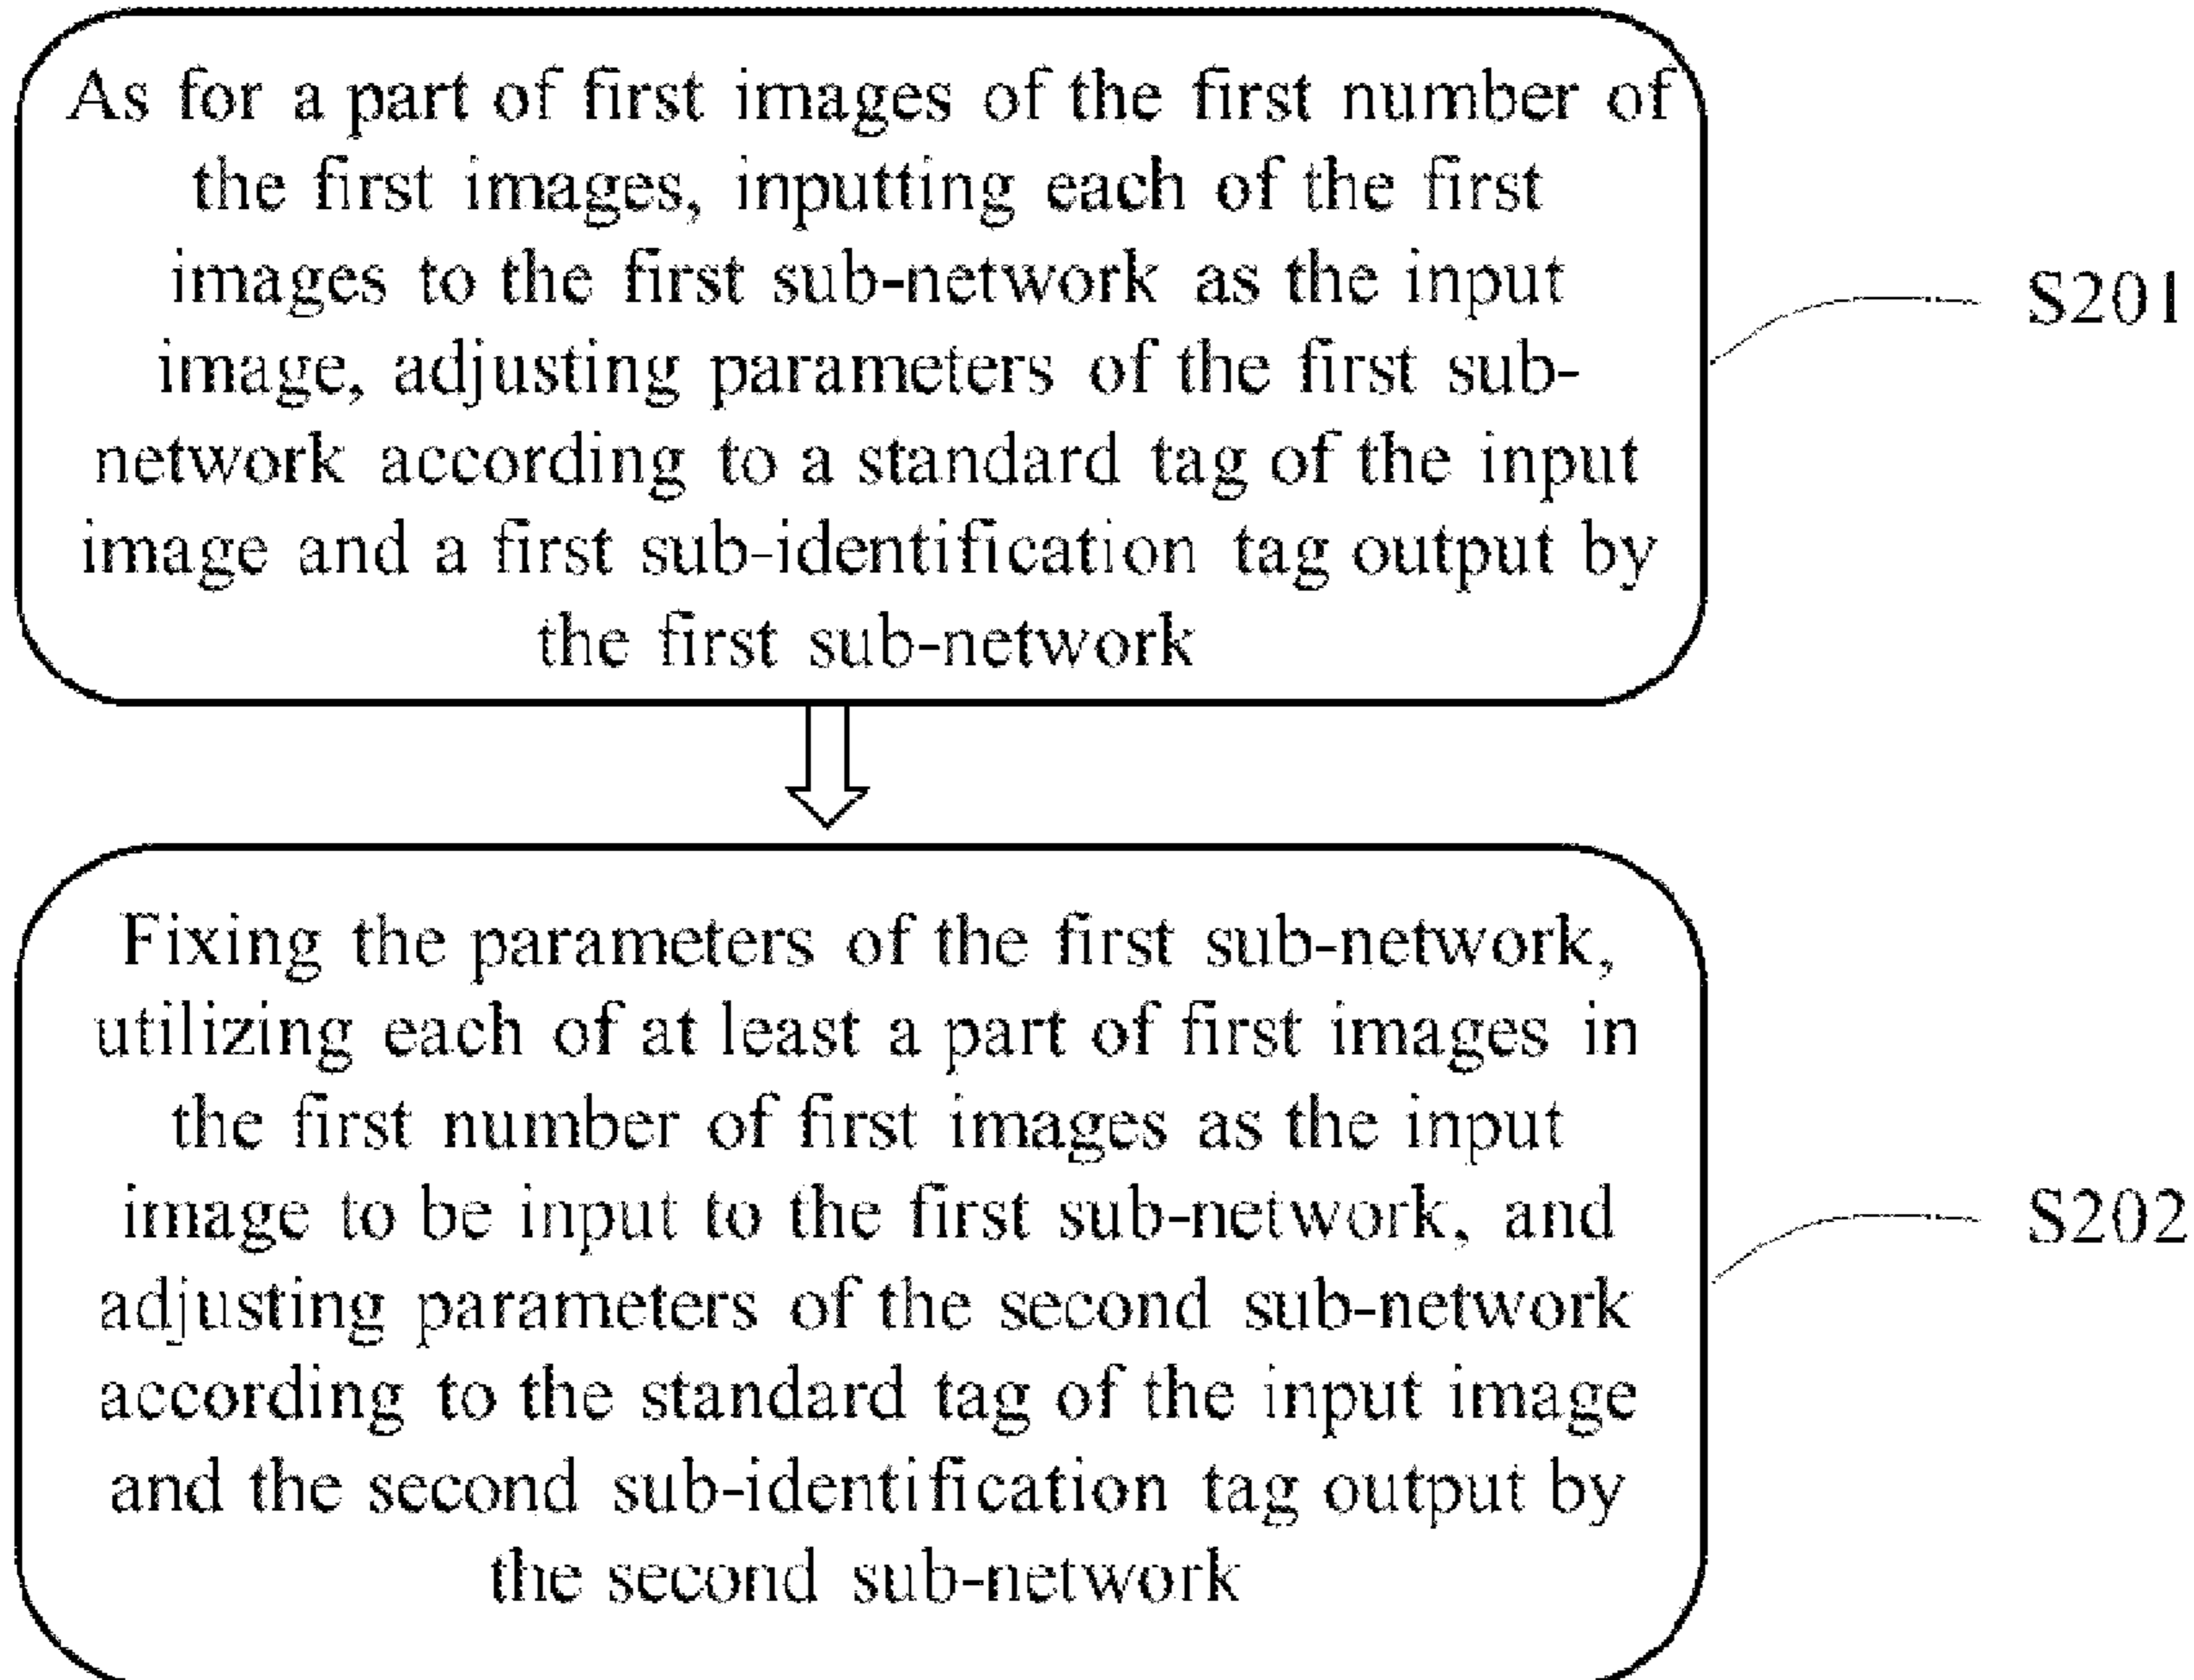 As for a part of first images of the first number of
the first images, inputting each of the first
images to the first sub-network as the input
image, adjusting parameters of the first sub-
network according to a standard tag of the input
image and a first sub-identification tag output by
the first sub-network
S201
Fixing the parameters of the first sub-network,
utilizing each of at least a part of first images in
the first number of first images as the input
image to be input to the first sub-network, and
adjusting parameters of the second sub-network
according to the standard tag of the input image
and the second sub-identification tag output by
the second sub-network
S202